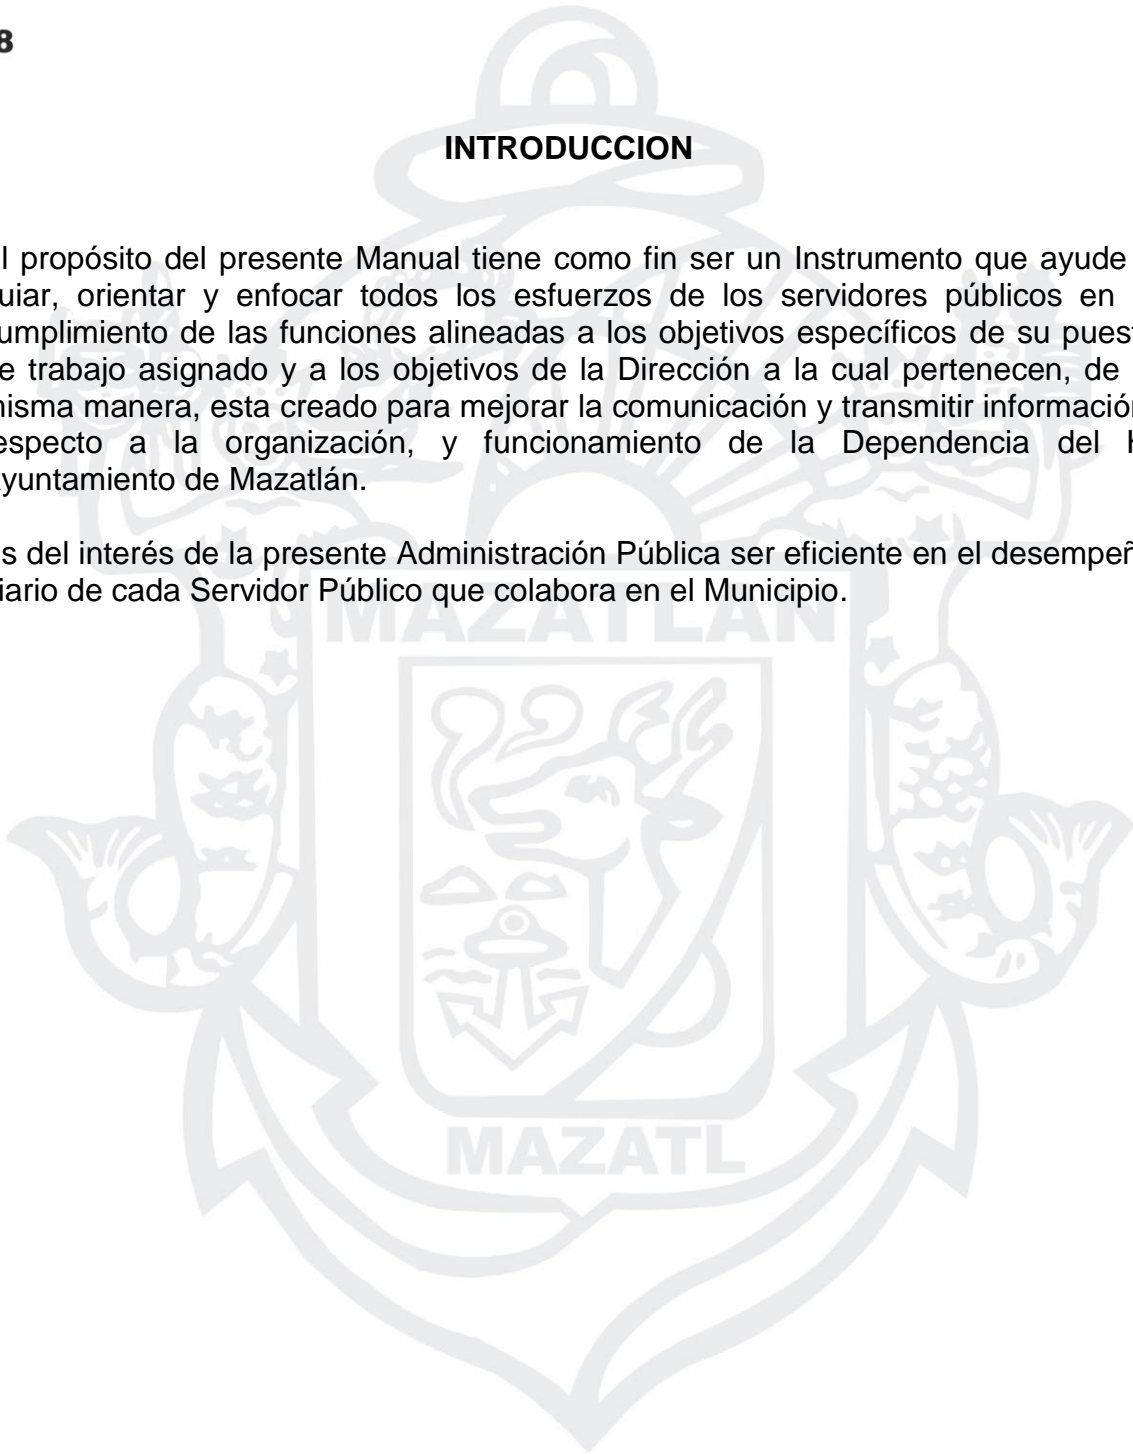 8
INTRODUCCION
l propósito del presente Manual tiene como fin ser un Instrumento que ayude
uiar, orientar y enfocar todos los esfuerzos de los servidores públicos en
umplimiento de las funciones alineadas a los objetivos específicos de su puest
e trabajo asignado y a los objetivos de la Dirección a la cual pertenecen, de
nisma manera, esta creado para mejorar la comunicación y transmitir información
especto a la organización, y funcionamiento de la Dependencia del H
yuntamiento de Mazatlán.
s del interés de la presente Administración Pública ser eficiente en el desempeñ
iario de cada Servidor Público que colabora en el Municipio.
MAZATLAN
MAZATL